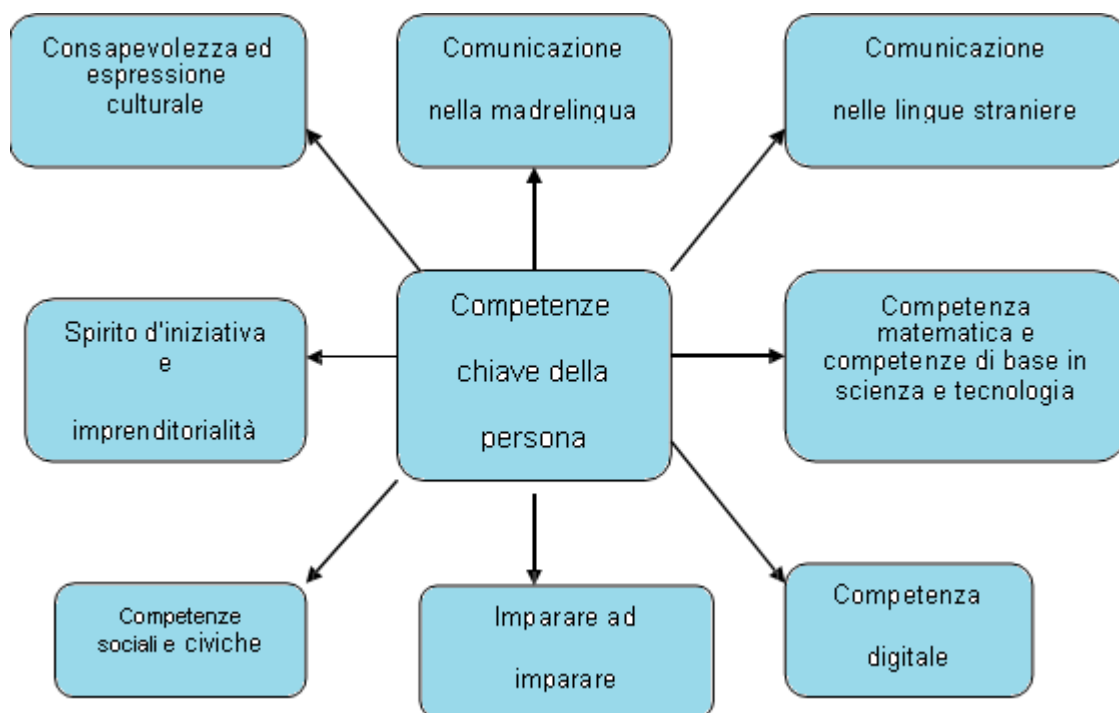 Consapevolezza ed
espressione
culturale
Comunicazione
nella madrelingua
Comunicazione
nelle lingue straniere
Spirito d'iniziativa
e
imprenditorialità
Competenze
chiave della
persona
Competenza
matematica e
competenze di base in
scienza e tecnologia
Competenze
sociali e civiche
Imparare ad
imparare
Competenza
digitale